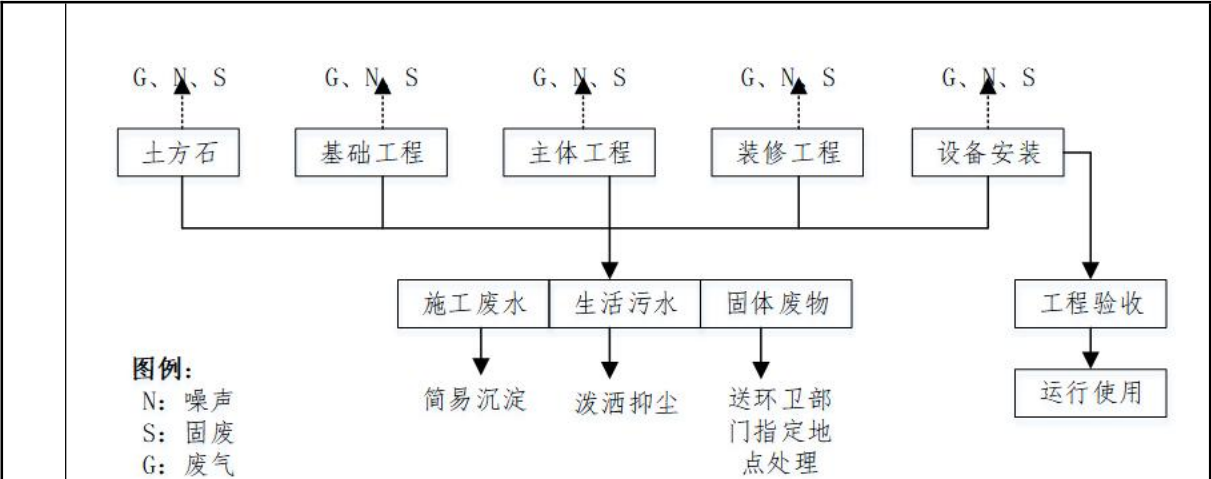 G、N、S G、N、S G、N、S G、N、S G、N、S
土方石 基础工程 主体工程 装修工程 设备安装
施工废水 生活污水 固体废物 工程验收
简易沉淀 泼洒抑尘 送环卫部 运行使用
门指定地
点处理
图例：
N：噪声
S：固废
G：废气